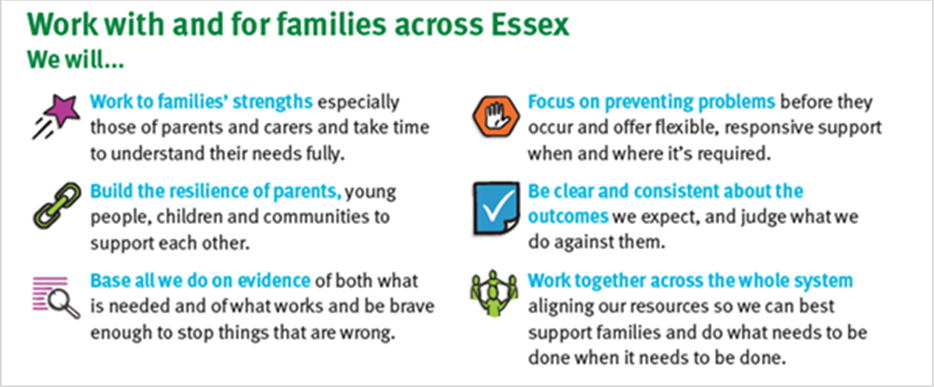 Work with and for families across Essex
We will...
Work to families' strengths especially
those of parents and carers and take time
to understand their needs fully.
Build the resilience of parents, young
people, children and communities to
support each other.
Base all we do on evidence of both what
is needed and of what works and be brave
enough to stop things that are wrong.
Focus on preventing problems before they
occur and offer flexible, responsive support
when and where it's required.
Be clear and consistent about the
outcomes we expect, and judge what we
do against them.
Work together across the whole system
aligning our resources so we can best
support families and do what needs to be
done when it needs to be done.